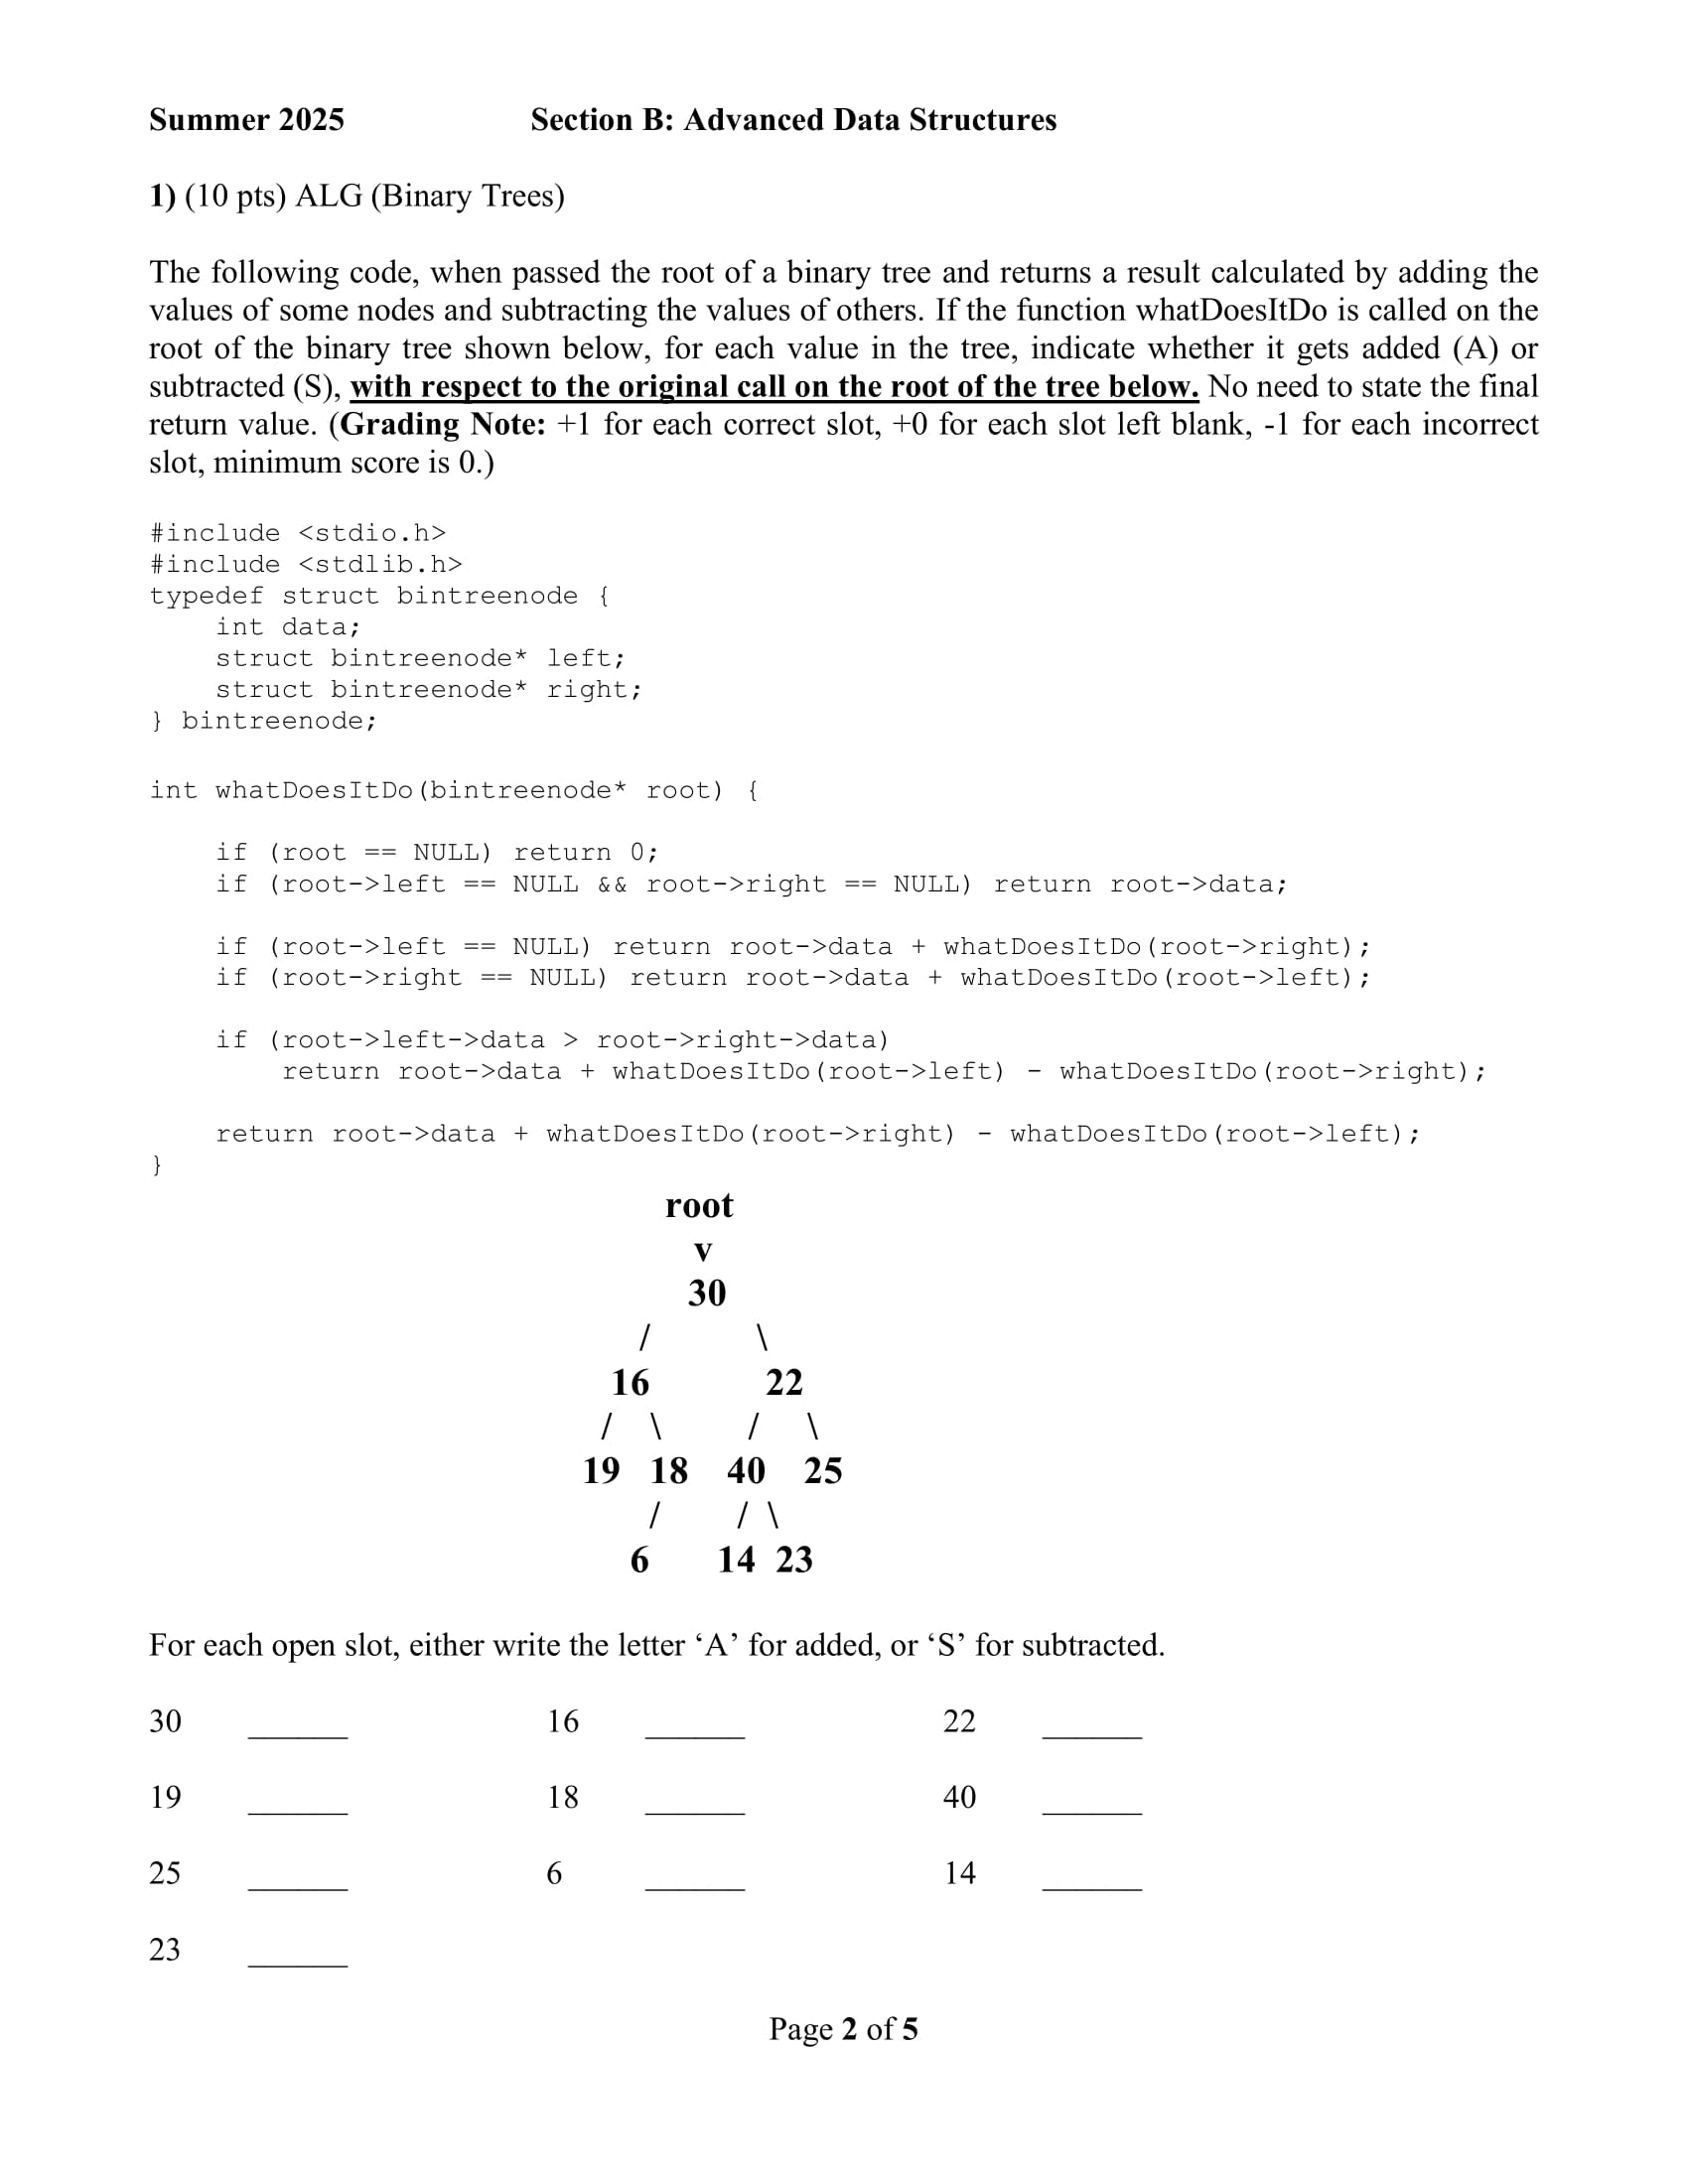 Summer 2025 Section B: Advanced Data Structures
1) (10 pts) ALG (Binary Trees)
The following code, when passed the root of a binary tree and returns a result calculated by adding the
values of some nodes and subtracting the values of others. If the function whatDoesItDo is called on the
root of the binary tree shown below, for each value in the tree, indicate whether it gets added (A) or
subtracted (S), with respect to the original call on the root of the tree below. No need to state the final
return value. (Grading Note: +1 for each correct slot, +0 for each slot left blank, -1 for each incorrect
slot, minimum score is 0.)
#include <stdio.h>
#include <stdlib.h>
typedef struct bintreenode {
    int data;
    struct bintreenode* left;
    struct bintreenode* right;
} bintreenode;
int whatDoesItDo(bintreenode* root) {
    if (root == NULL) return 0;
    if (root->left == NULL && root->right == NULL) return root->data;
    if (root->left == NULL) return root->data + whatDoesItDo(root->right);
    if (root->right == NULL) return root->data + whatDoesItDo(root->left);
    if (root->left->data > root->right->data)
        return root->data + whatDoesItDo(root->left) - whatDoesItDo(root->right);
    return root->data + whatDoesItDo(root->right) - whatDoesItDo(root->left);
}
root
v
30
/ \
16 22
/ \ / \
19 18 40 25
/ / \
6 14 23
For each open slot, either write the letter ‘A’ for added, or ‘S’ for subtracted.
30 ______ 16 ______ 22 ______
19 ______ 18 ______ 40 ______
25 ______ 6 ______ 14 ______
23 ______
Page 2 of 5